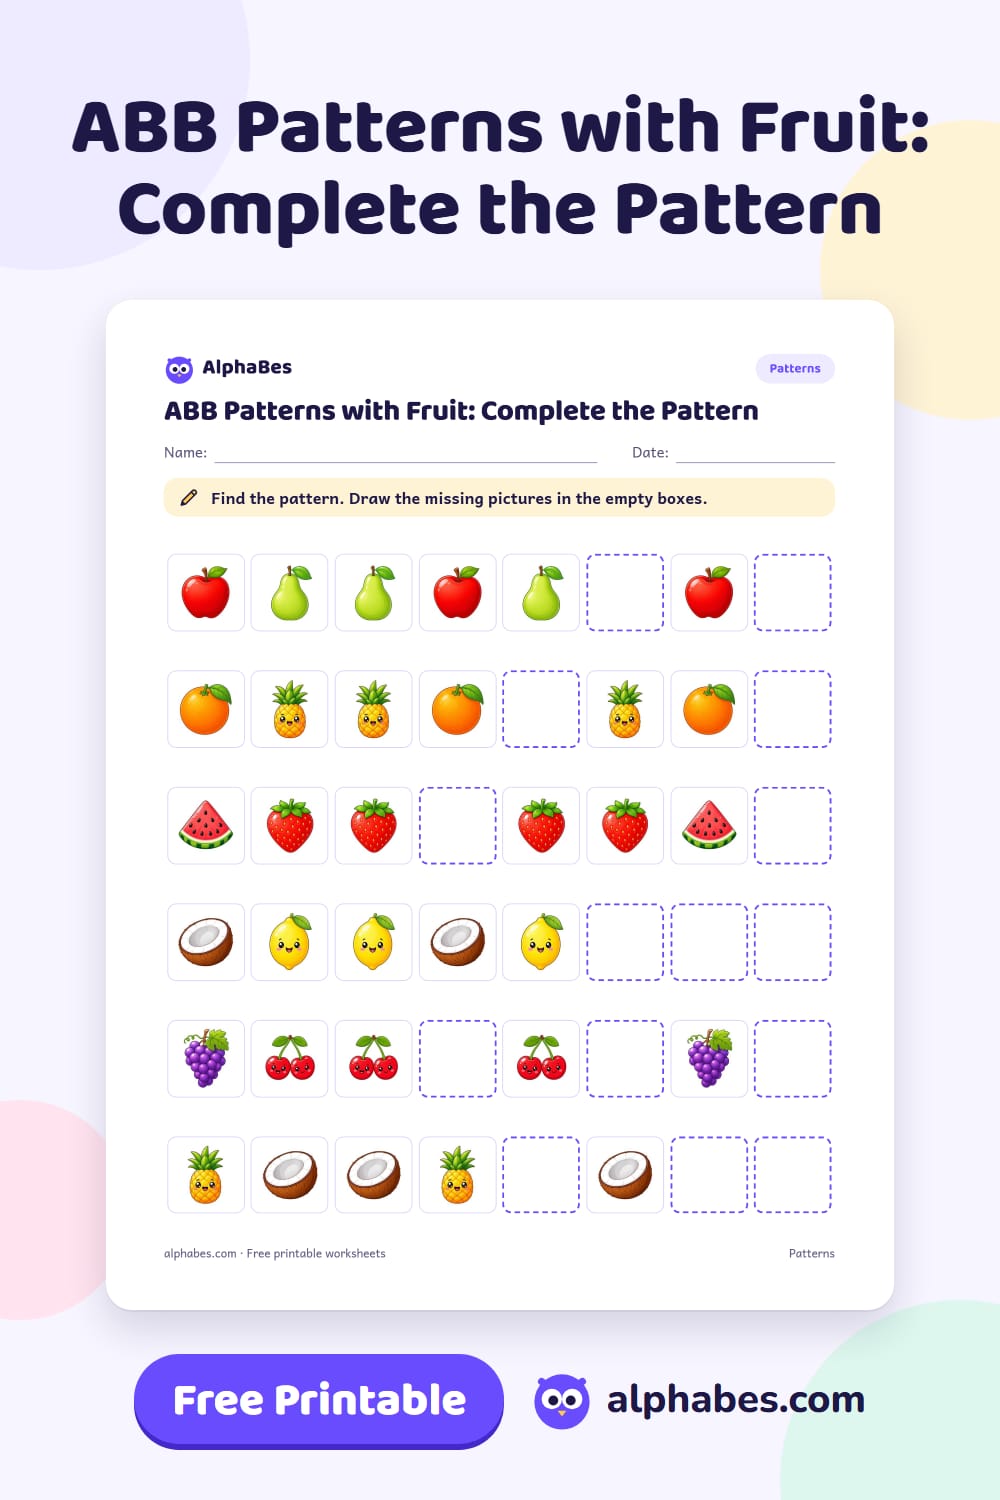 ABB Patterns with Fruit:
Complete the Pattern
AlphaBes
Patterns
ABB Patterns with Fruit: Complete the Pattern
Name:
Date:
Find the pattern. Draw the missing pictures in the empty boxes.
alphabes.com · Free printable worksheets
Patterns
Free Printable
alphabes.com